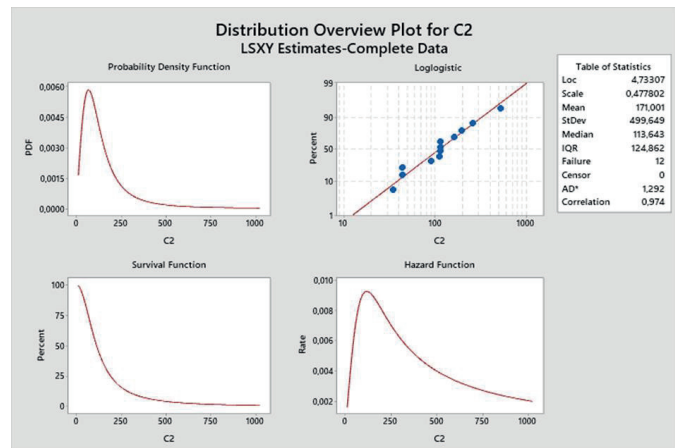 Distribution Overview Plot for C2
LSXY Estimates-Complete Data
Probability Density Function
0,0060
0,0045
0,0030
0,0015
0,0000
PDF
0
250
500
750
1000
C2
Loglogistic
99
90
50
10
1
Percent
10
100
1000
C2
Table of Statistics
Loc 4,73307
Scale 0,477802
Mean 171,001
StDev 499,649
Median 113,643
IQR 124,862
Failure 12
Censor 0
AD* 1,292
Correlation 0,974
Survival Function
100
75
50
25
0
Percent
0
250
500
750
1000
C2
Hazard Function
0,010
0,008
0,006
0,004
0,002
Rate
0
250
500
750
1000
C2